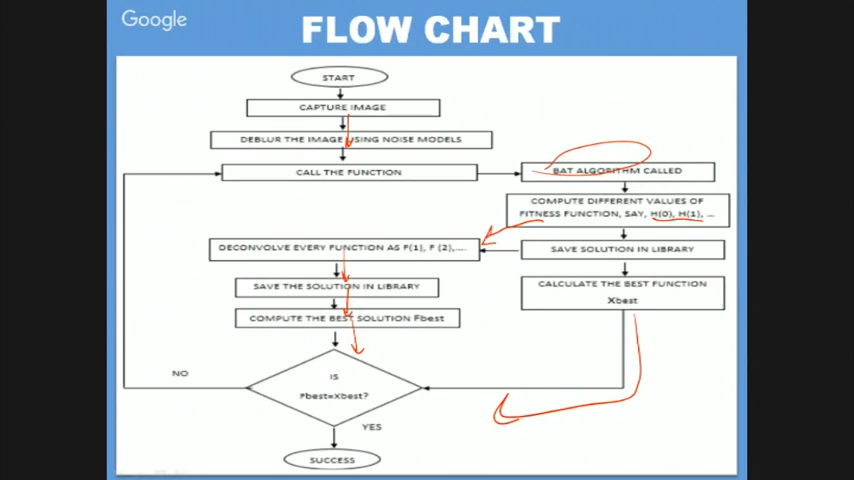 Google
FLOW CHART
START
CAPTURE IMAGE
DEBLUR THE IMAGE USING NOISE MODELS
CALL THE FUNCTION
BAT ALGORITHM CALLED
COMPUTE DIFFERENT VALUES OF
FITNESS FUNCTION, SAY, H(0), H(1), ...
DECONVOLVE EVERY FUNCTION AS F(1), F (2),....
SAVE SOLUTION IN LIBRARY
SAVE THE SOLUTION IN LIBRARY
CALCULATE THE BEST FUNCTION
Xbest
COMPUTE THE BEST SOLUTION Fbest
NO
IS
Fbest=Xbest?
YES
SUCCESS